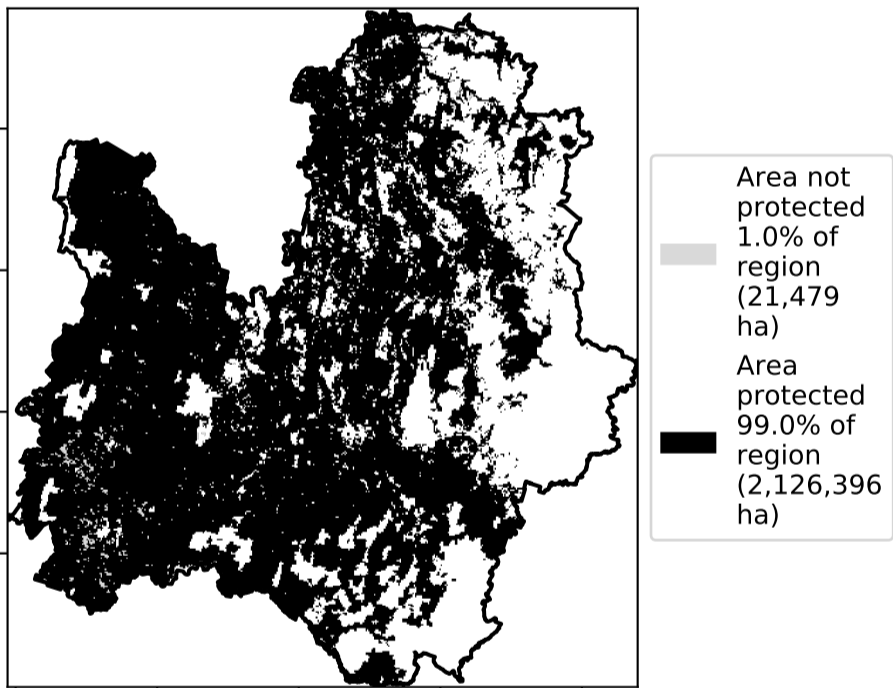 Area not
protected
1.0% of
region
(21,479
ha)
Area
protected
99.0% of
region
(2,126,396
ha)